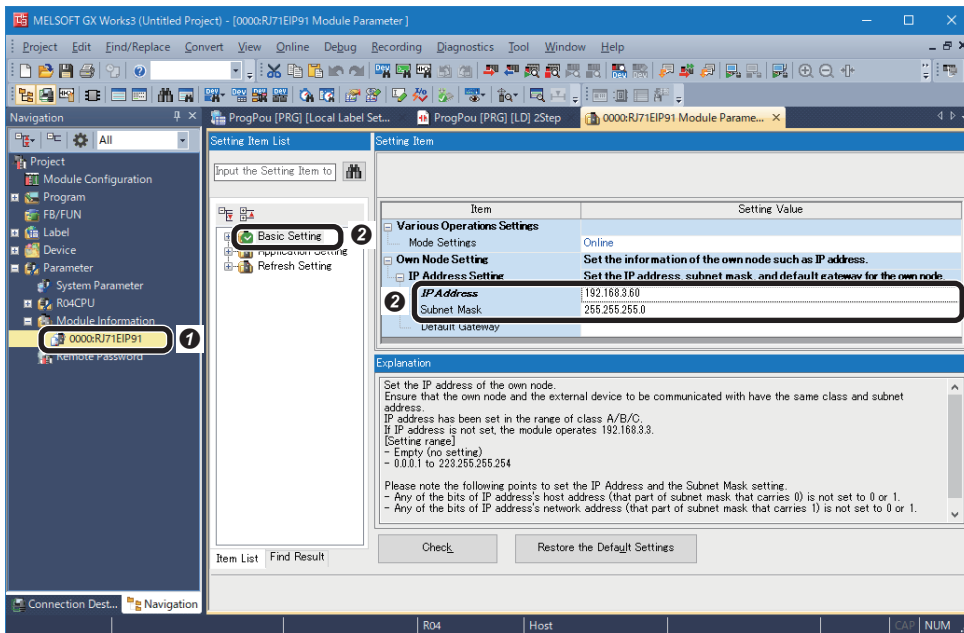 MELSOFT GX Works3 (Untitled Project) - [0000:RJ71EIP91 Module Parameter]
Project Edit Find/Replace Convert View Online Debug Recording Diagnostics Tool Window Help
Navigation
All
Project
Module Configuration
Program
FB/FUN
Label
Device
Parameter
System Parameter
R04CPU
Module Information
0000:RJ71EIP91
❶
Remote Password
Connection Dest...
Navigation
ProgPou [PRG] [Local Label Set...
ProgPou [PRG] [LD] 2Step
0000:RJ71EIP91 Module Parame...
Setting Item List
Input the Setting Item to
Basic Setting
❷
Application Setting
Refresh Setting
Item List
Find Result
Setting Item
Item Setting Value
Various Operations Settings
Mode Settings Online
Own Node Setting Set the information of the own node such as IP address.
IP Address Setting Set the IP address, subnet mask, and default gateway for the own node.
❷
IP Address 192.168.3.60
Subnet Mask 255.255.255.0
Default Gateway
Explanation
Set the IP address of the own node.
Ensure that the own node and the external device to be communicated with have the same class and subnet
address.
IP address has been set in the range of class A/B/C.
If IP address is not set, the module operates 192.168.3.3.
[Setting range]
- Empty (no setting)
- 0.0.0.1 to 223.255.255.254
Please note the following points to set the IP Address and the Subnet Mask setting.
- Any of the bits of IP address's host address (that part of subnet mask that carries 0) is not set to 0 or 1.
- Any of the bits of IP address's network address (that part of subnet mask that carries 1) is not set to 0 or 1.
Check
Restore the Default Settings
R04
Host
CAP
NUM